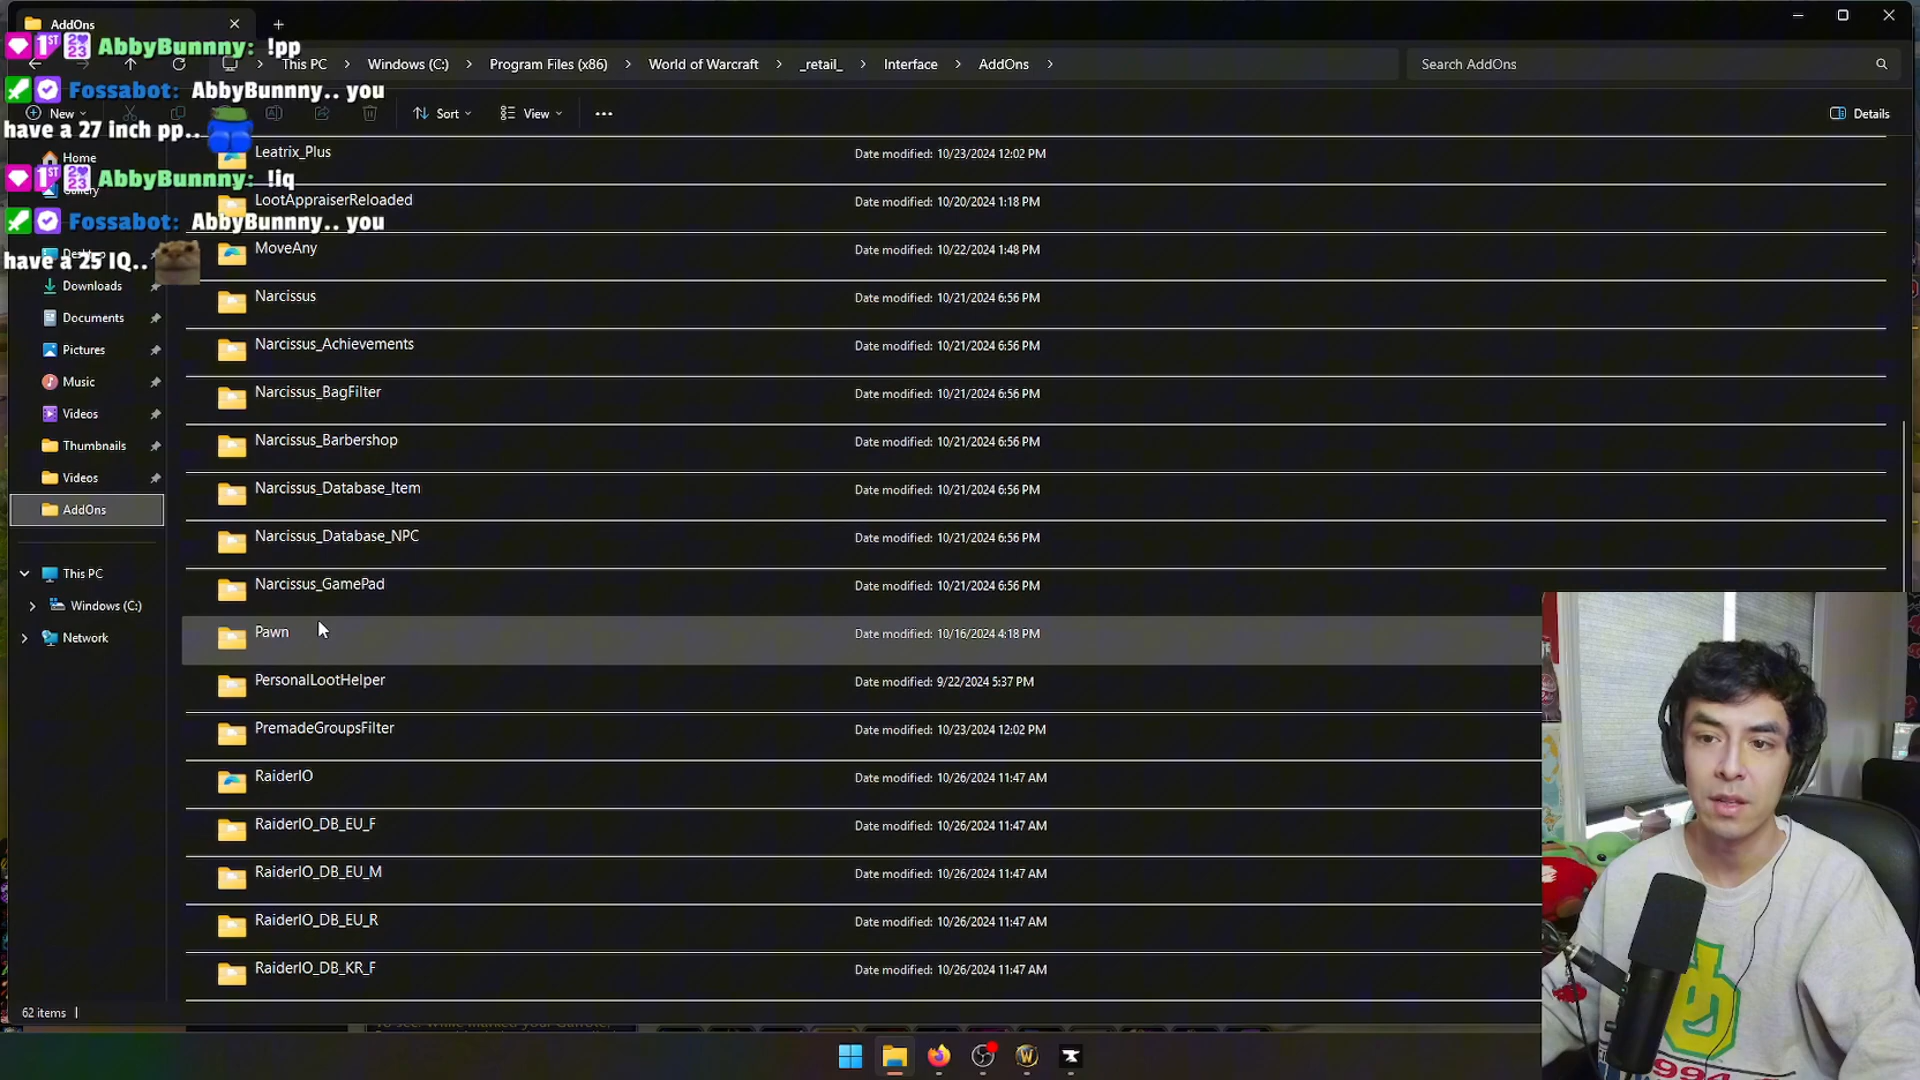 AddOns
AbbyBunnny: !pp
This PC
Windows (C:)
Program Files (x86)
World of Warcraft
_retail_
Interface
AddOns
Search AddOns
Fossabot: AbbyBunnny.. you
have a 27 inch pp..
New
Sort
View
Details
Home
AbbyBunnny: !iq
Gallery
Fossabot: AbbyBunnny.. you
have a 25 IQ..
Downloads
Documents
Pictures
Music
Videos
Thumbnails
Videos
AddOns
This PC
Windows (C:)
Network
Leatrix_Plus
Date modified: 10/23/2024 12:02 PM
LootAppraiserReloaded
Date modified: 10/20/2024 1:18 PM
MoveAny
Date modified: 10/22/2024 1:48 PM
Narcissus
Date modified: 10/21/2024 6:56 PM
Narcissus_Achievements
Date modified: 10/21/2024 6:56 PM
Narcissus_BagFilter
Date modified: 10/21/2024 6:56 PM
Narcissus_Barbershop
Date modified: 10/21/2024 6:56 PM
Narcissus_Database_Item
Date modified: 10/21/2024 6:56 PM
Narcissus_Database_NPC
Date modified: 10/21/2024 6:56 PM
Narcissus_GamePad
Date modified: 10/21/2024 6:56 PM
Pawn
Date modified: 10/16/2024 4:18 PM
PersonalLootHelper
Date modified: 9/22/2024 5:37 PM
PremadeGroupsFilter
Date modified: 10/23/2024 12:02 PM
RaiderIO
Date modified: 10/26/2024 11:47 AM
RaiderIO_DB_EU_F
Date modified: 10/26/2024 11:47 AM
RaiderIO_DB_EU_M
Date modified: 10/26/2024 11:47 AM
RaiderIO_DB_EU_R
Date modified: 10/26/2024 11:47 AM
RaiderIO_DB_KR_F
Date modified: 10/26/2024 11:47 AM
62 items